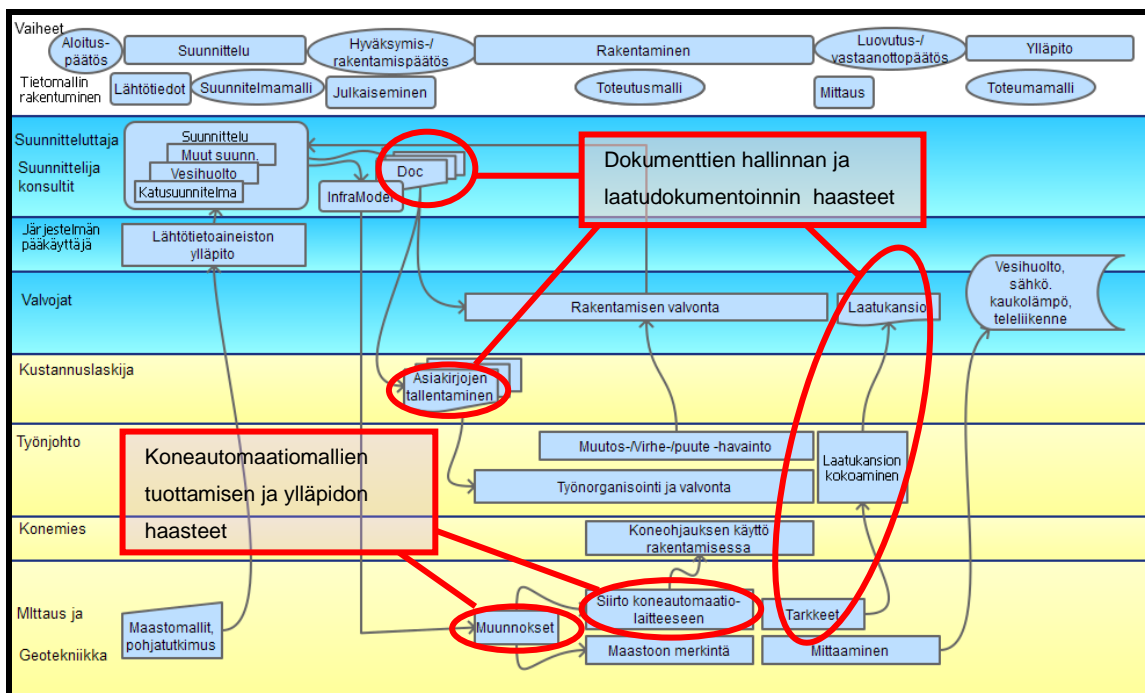 Vaiheet
Aloitus-
päätös
Suunnittelu
Hyväksymis-/
rakentamispäätös
Rakentaminen
Luovutus-/
vastaanottopäätös
Ylläpito
Tietomallin
rakentuminen
Lähtötiedot
Suunnitelmamalli
Julkaiseminen
Toteutusmalli
Mittaus
Toteumamalli
Suunnitteluttaja
Suunnittelija
konsultit
Suunnittelu
Muut suunn.
Vesihuolto
Katusuunnitelma
InfraModel
Doc
Dokumenttien hallinnan ja
laatudokumentoinnin haasteet
Järjestelmän
pääkäyttäjä
Lähtötietoaineiston
ylläpito
Valvojat
Rakentamisen valvonta
Laatukansio
Vesihuolto,
sähkö.
kaukolämpö,
teleliikenne
Kustannuslaskija
Asiakirjojen
tallentaminen
Työnjohto
Muutos-/Virhe-/puute -havainto
Työnorganisointi ja valvonta
Laatukansion
kokoaminen
Koneautomaatiomallien
tuottamisen ja ylläpidon
haasteet
Konemies
Koneohjauksen käyttö
rakentamisessa
MIttaus ja
Geotekniikka
Maastomallit,
pohjatutkimus
Muunnokset
Siirto koneautomaatio-
laitteeseen
Maastoon merkintä
Tarkkeet
Mittaaminen